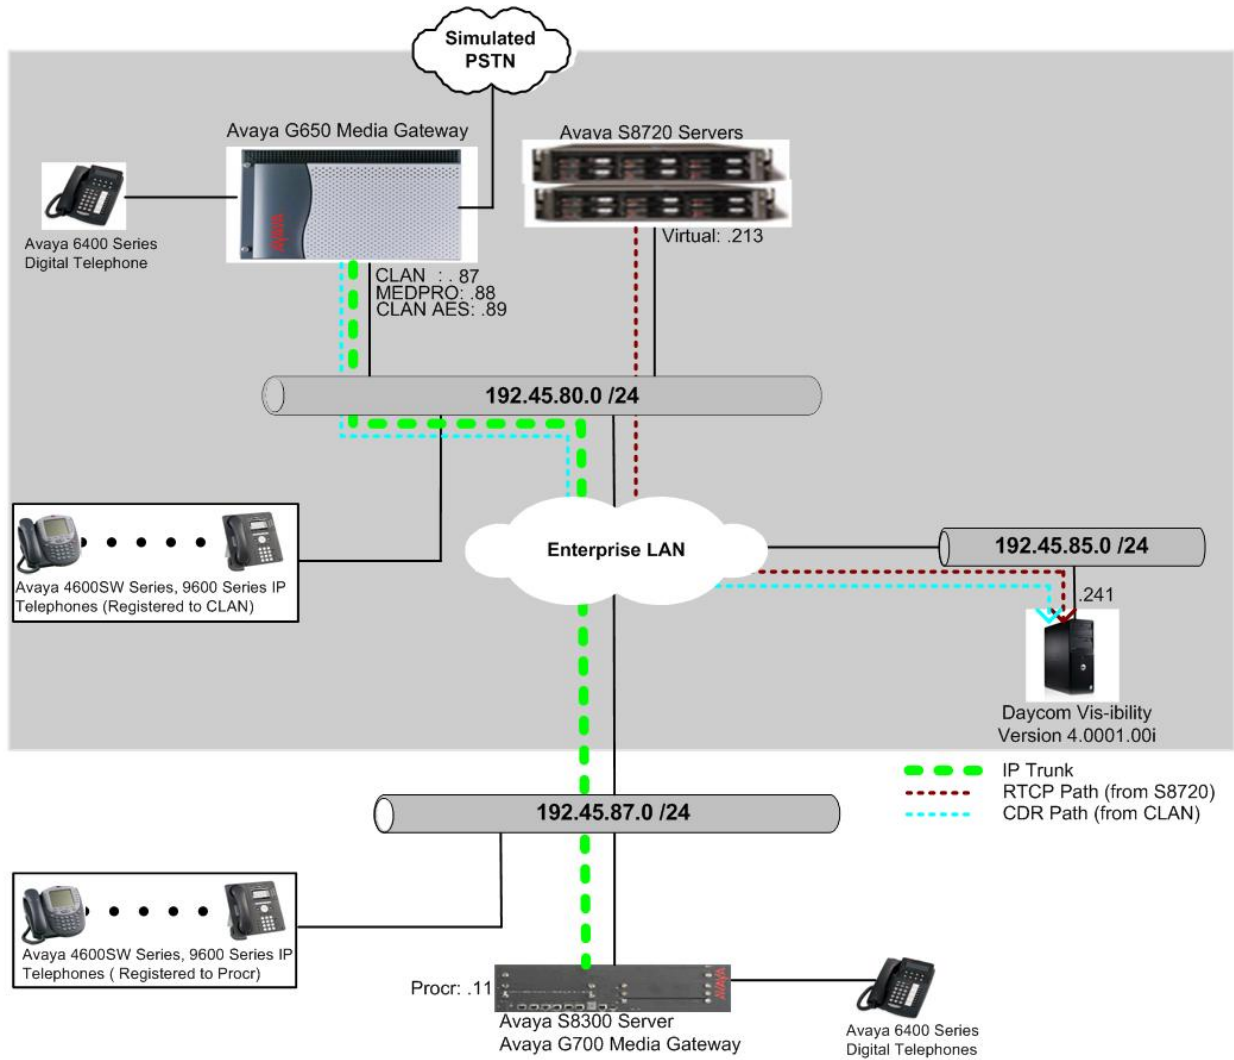 Simulated
PSTN
Avaya G650 Media Gateway
Avaya S8720 Servers
Avaya 6400 Series
Digital Telephone
Virtual: .213
CLAN : . 87
MEDPRO: .88
CLAN AES: .89
192.45.80.0 /24
Enterprise LAN
192.45.85.0 /24
Avaya 4600SW Series, 9600 Series IP
Telephones (Registered to CLAN)
.241
Daycom Vis-ibility
Version 4.0001.00i
IP Trunk
RTCP Path (from S8720)
CDR Path (from CLAN)
192.45.87.0 /24
Avaya 4600SW Series, 9600 Series IP
Telephones ( Registered to Procr)
Procr: .11
Avaya S8300 Server
Avaya G700 Media Gateway
Avaya 6400 Series
Digital Telephones
AVAYA
AVAYA